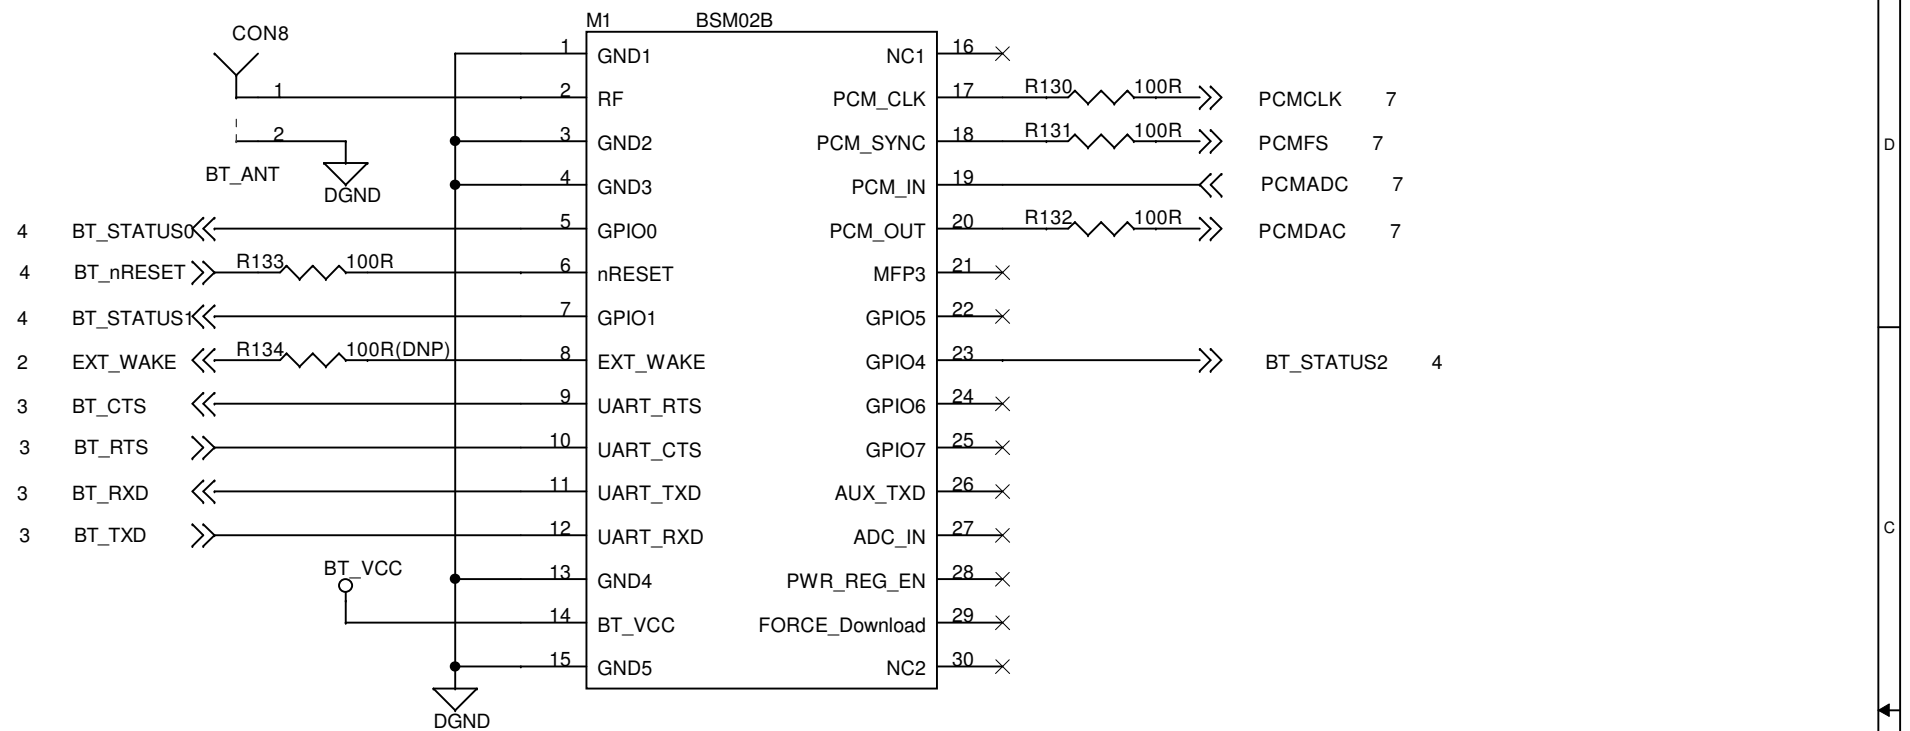 M1 BSM02B
CON8
1 GND1 NC1 16
1 2 RF PCM_CLK 17 R130 100R PCMCLK 7
2 3 GND2 PCM_SYNC 18 R131 100R PCMFS 7
BT_ANT DGND 4 GND3 PCM_IN 19 PCMADC 7
4 BT_STATUS0 5 GPIO0 PCM_OUT 20 R132 100R PCMDAC 7
4 BT_nRESET R133 100R 6 nRESET MFP3 21
4 BT_STATUS1 7 GPIO1 GPIO5 22
2 EXT_WAKE R134 100R(DNP) 8 EXT_WAKE GPIO4 23 BT_STATUS2 4
3 BT_CTS 9 UART_RTS GPIO6 24
3 BT_RTS 10 UART_CTS GPIO7 25
3 BT_RXD 11 UART_TXD AUX_TXD 26
3 BT_TXD 12 UART_RXD ADC_IN 27
BT_VCC 13 GND4 PWR_REG_EN 28
14 BT_VCC FORCE_Download 29
15 GND5 NC2 30
DGND
D
C